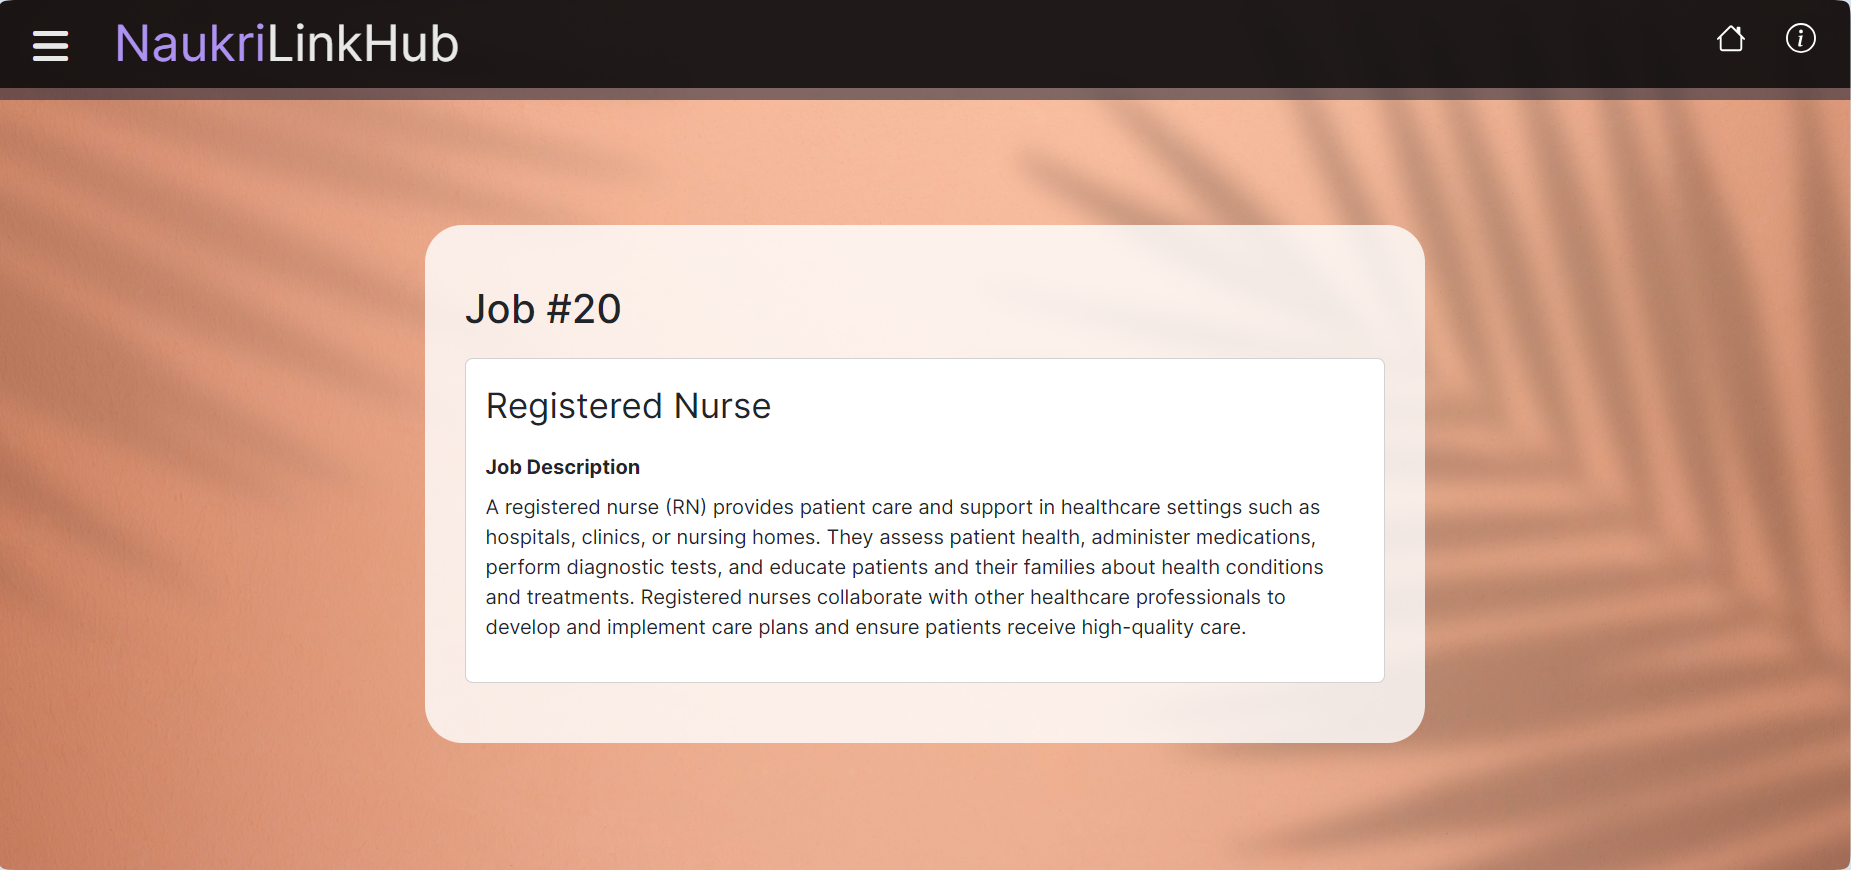 NaukriLinkHub
Job #20
Registered Nurse
Job Description
A registered nurse (RN) provides patient care and support in healthcare settings such as
hospitals, clinics, or nursing homes. They assess patient health, administer medications,
perform diagnostic tests, and educate patients and their families about health conditions
and treatments. Registered nurses collaborate with other healthcare professionals to
develop and implement care plans and ensure patients receive high-quality care.